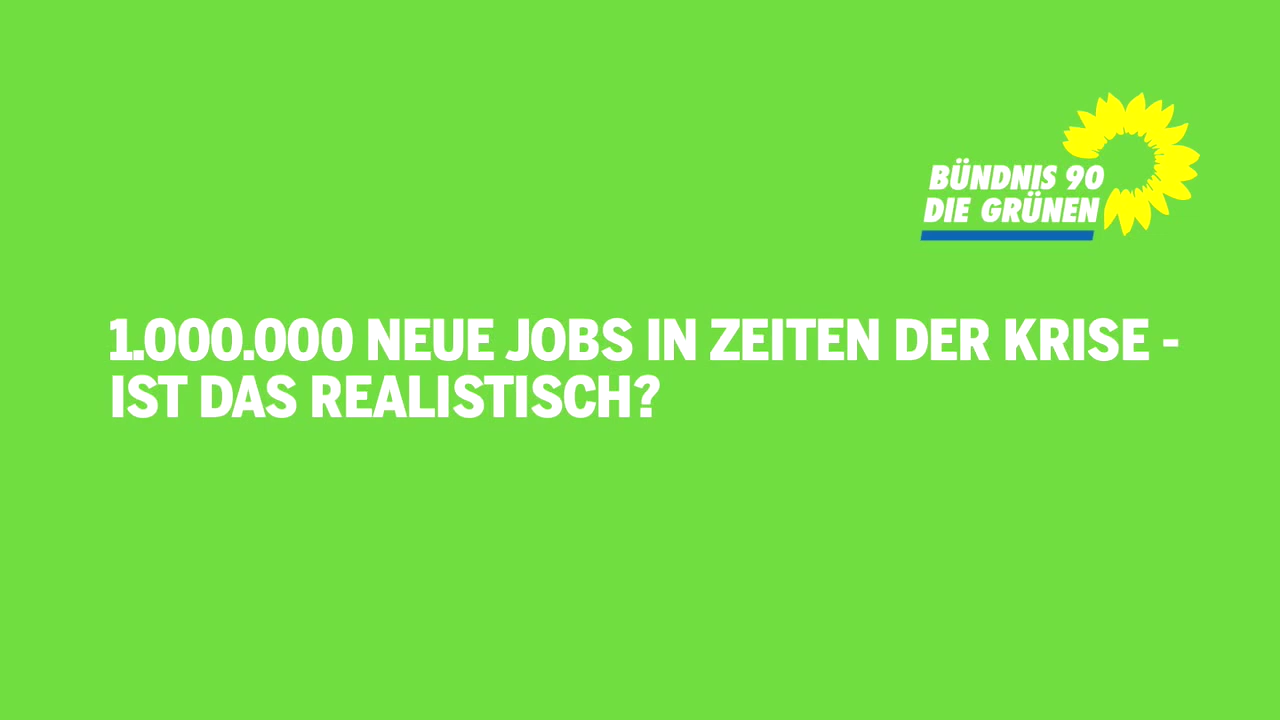 BÜNDNIS 90
DIE GRÜNEN
1.000.000 NEUE JOBS IN ZEITEN DER KRISE -
IST DAS REALISTISCH?